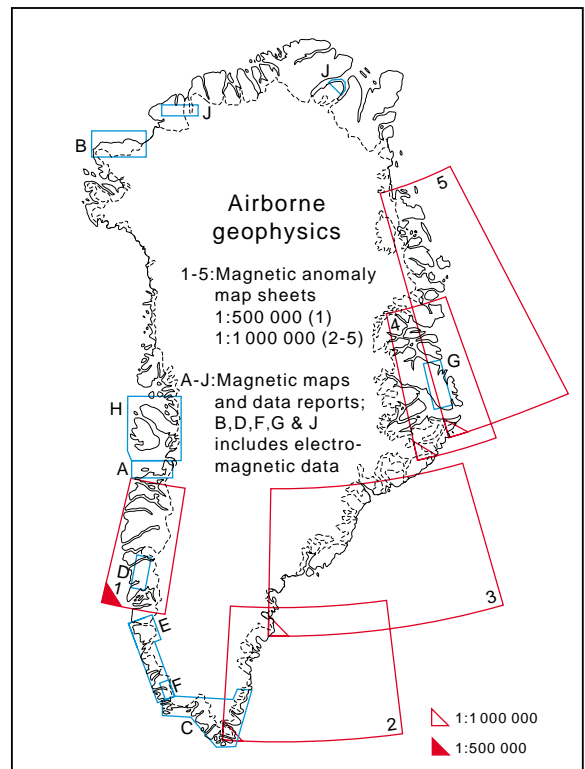 J
J
B
5
Airborne
geophysics
1-5:Magnetic anomaly
map sheets
1:500 000 (1)
1:1 000 000 (2-5)
4
G
A-J:Magnetic maps
and data reports;
B,D,F,G & J
includes electro-
magnetic data
H
A
D
1
3
E
F
C
2
1:1 000 000
1:500 000